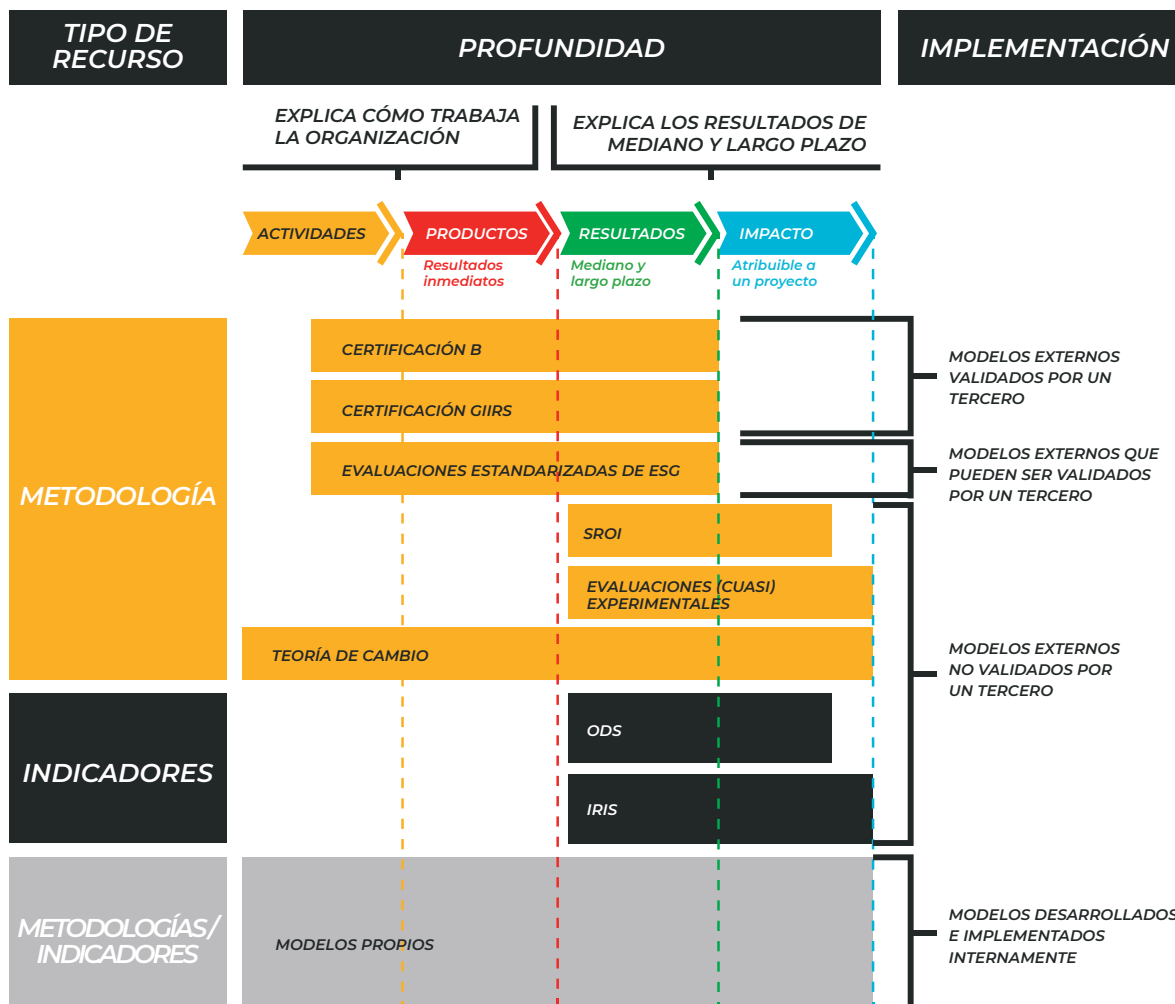 TIPO DE
RECURSO
PROFUNDIDAD
IMPLEMENTACIÓN
EXPLICA CÓMO TRABAJA
LA ORGANIZACIÓN
EXPLICA LOS RESULTADOS DE
MEDIANO Y LARGO PLAZO
ACTIVIDADES
PRODUCTOS
RESULTADOS
IMPACTO
Resultados
inmediatos
Mediano y
largo plazo
Atribuible a
un proyecto
METODOLOGÍA
CERTIFICACIÓN B
CERTIFICACIÓN GIIRS
EVALUACIONES ESTANDARIZADAS DE ESG
SROI
EVALUACIONES (CUASI)
EXPERIMENTALES
TEORÍA DE CAMBIO
MODELOS EXTERNOS
VALIDADOS POR UN
TERCERO
MODELOS EXTERNOS QUE
PUEDEN SER VALIDADOS
POR UN TERCERO
MODELOS EXTERNOS
NO VALIDADOS POR
UN TERCERO
INDICADORES
ODS
IRIS
METODOLOGÍAS/
INDICADORES
MODELOS PROPIOS
MODELOS DESARROLLADOS
E IMPLEMENTADOS
INTERNAMENTE